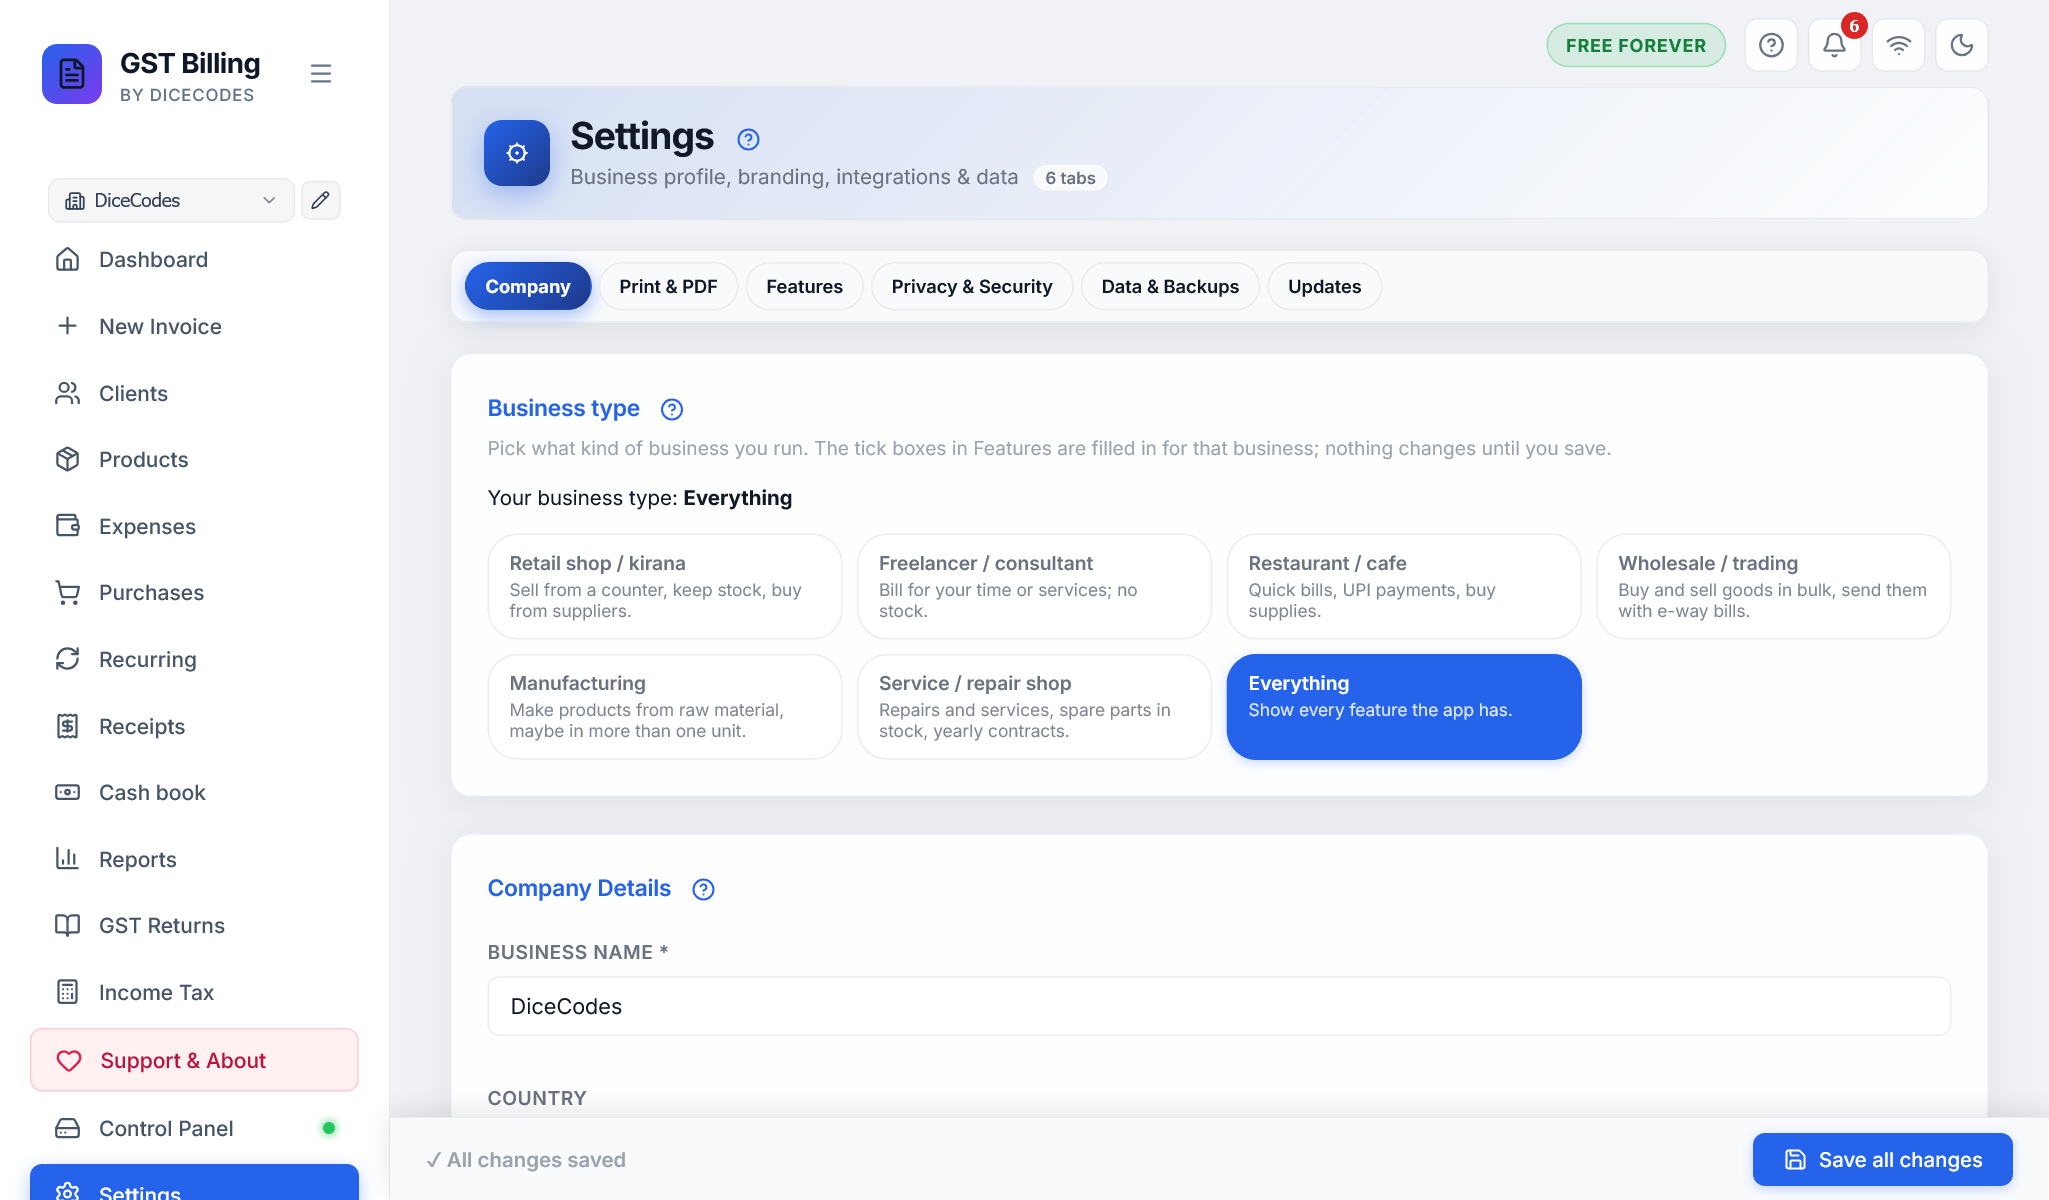 GST Billing
BY DICECODES
DiceCodes
Dashboard
New Invoice
Clients
Products
Expenses
Purchases
Recurring
Receipts
Cash book
Reports
GST Returns
Income Tax
Support & About
Control Panel
Settings
FREE FOREVER
6
Settings
Business profile, branding, integrations & data
6 tabs
Company
Print & PDF
Features
Privacy & Security
Data & Backups
Updates
Business type
Pick what kind of business you run. The tick boxes in Features are filled in for that business; nothing changes until you save.
Your business type: Everything
Retail shop / kirana
Sell from a counter, keep stock, buy
from suppliers.
Freelancer / consultant
Bill for your time or services; no
stock.
Restaurant / cafe
Quick bills, UPI payments, buy
supplies.
Wholesale / trading
Buy and sell goods in bulk, send them
with e-way bills.
Manufacturing
Make products from raw material,
maybe in more than one unit.
Service / repair shop
Repairs and services, spare parts in
stock, yearly contracts.
Everything
Show every feature the app has.
Company Details
BUSINESS NAME *
DiceCodes
COUNTRY
✓ All changes saved
Save all changes